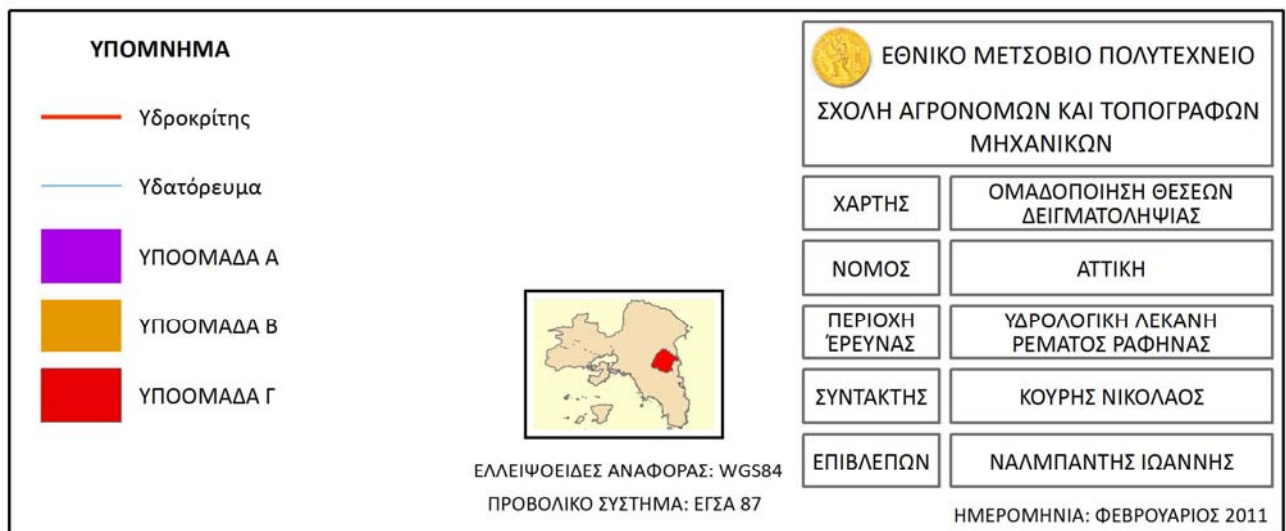 ΥΠΟΜΝΗΜΑ
Υδροκρίτης
Υδατόρευμα
ΥΠΟΟΜΑΔΑ Α
ΥΠΟΟΜΑΔΑ Β
ΥΠΟΟΜΑΔΑ Γ
ΕΛΛΕΙΨΟΕΙΔΕΣ ΑΝΑΦΟΡΑΣ: WGS84
ΠΡΟΒΟΛΙΚΟ ΣΥΣΤΗΜΑ: ΕΓΣΑ 87
ΕΘΝΙΚΟ ΜΕΤΣΟΒΙΟ ΠΟΛΥΤΕΧΝΕΙΟ
ΣΧΟΛΗ ΑΓΡΟΝΟΜΩΝ ΚΑΙ ΤΟΠΟΓΡΑΦΩΝ
ΜΗΧΑΝΙΚΩΝ
ΧΑΡΤΗΣ
ΟΜΑΔΟΠΟΙΗΣΗ ΘΕΣΕΩΝ
ΔΕΙΓΜΑΤΟΛΗΨΙΑΣ
ΝΟΜΟΣ
ΑΤΤΙΚΗ
ΠΕΡΙΟΧΗ
ΈΡΕΥΝΑΣ
ΥΔΡΟΛΟΓΙΚΗ ΛΕΚΑΝΗ
ΡΕΜΑΤΟΣ ΡΑΦΗΝΑΣ
ΣΥΝΤΑΚΤΗΣ
ΚΟΥΡΗΣ ΝΙΚΟΛΑΟΣ
ΕΠΙΒΛΕΠΩΝ
ΝΑΛΜΠΑΝΤΗΣ ΙΩΑΝΝΗΣ
ΗΜΕΡΟΜΗΝΙΑ: ΦΕΒΡΟΥΑΡΙΟΣ 2011